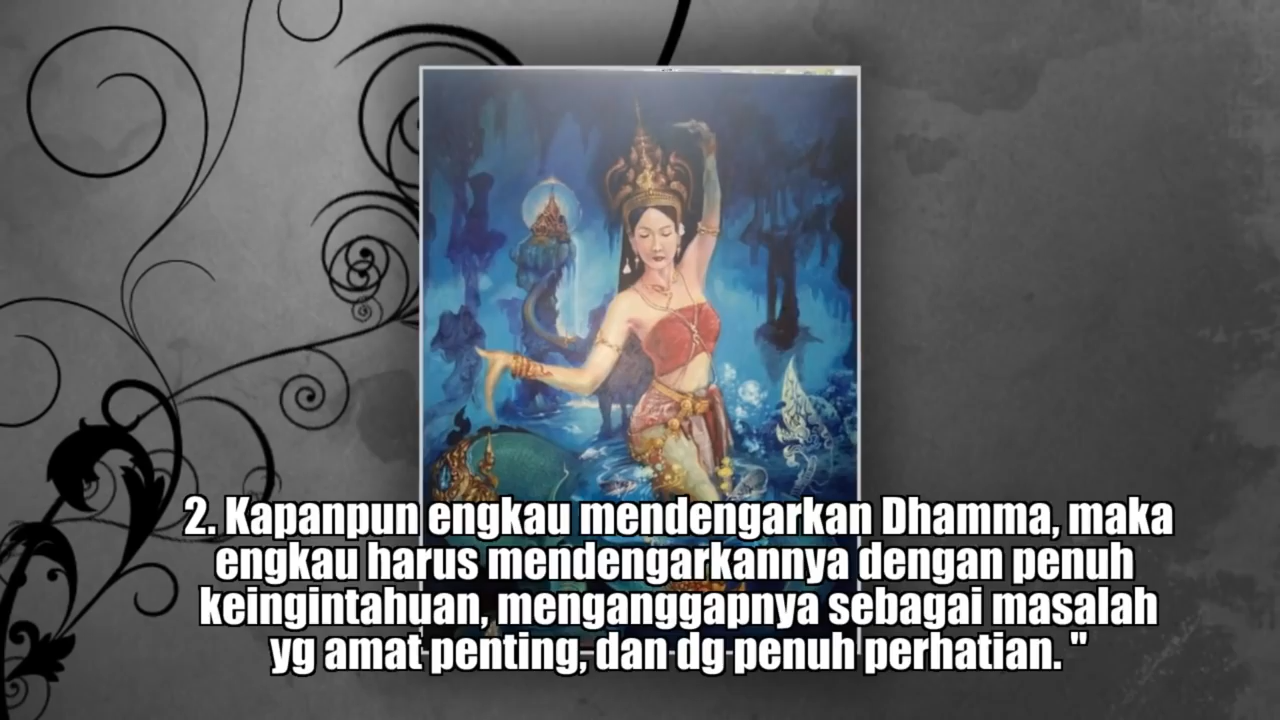 2. Kapanpun engkau mendengarkan Dhamma, maka
engkau harus mendengarkannya dengan penuh
keingintahuan, menganggapnya sebagai masalah
yg amat penting, dan dg penuh perhatian. "